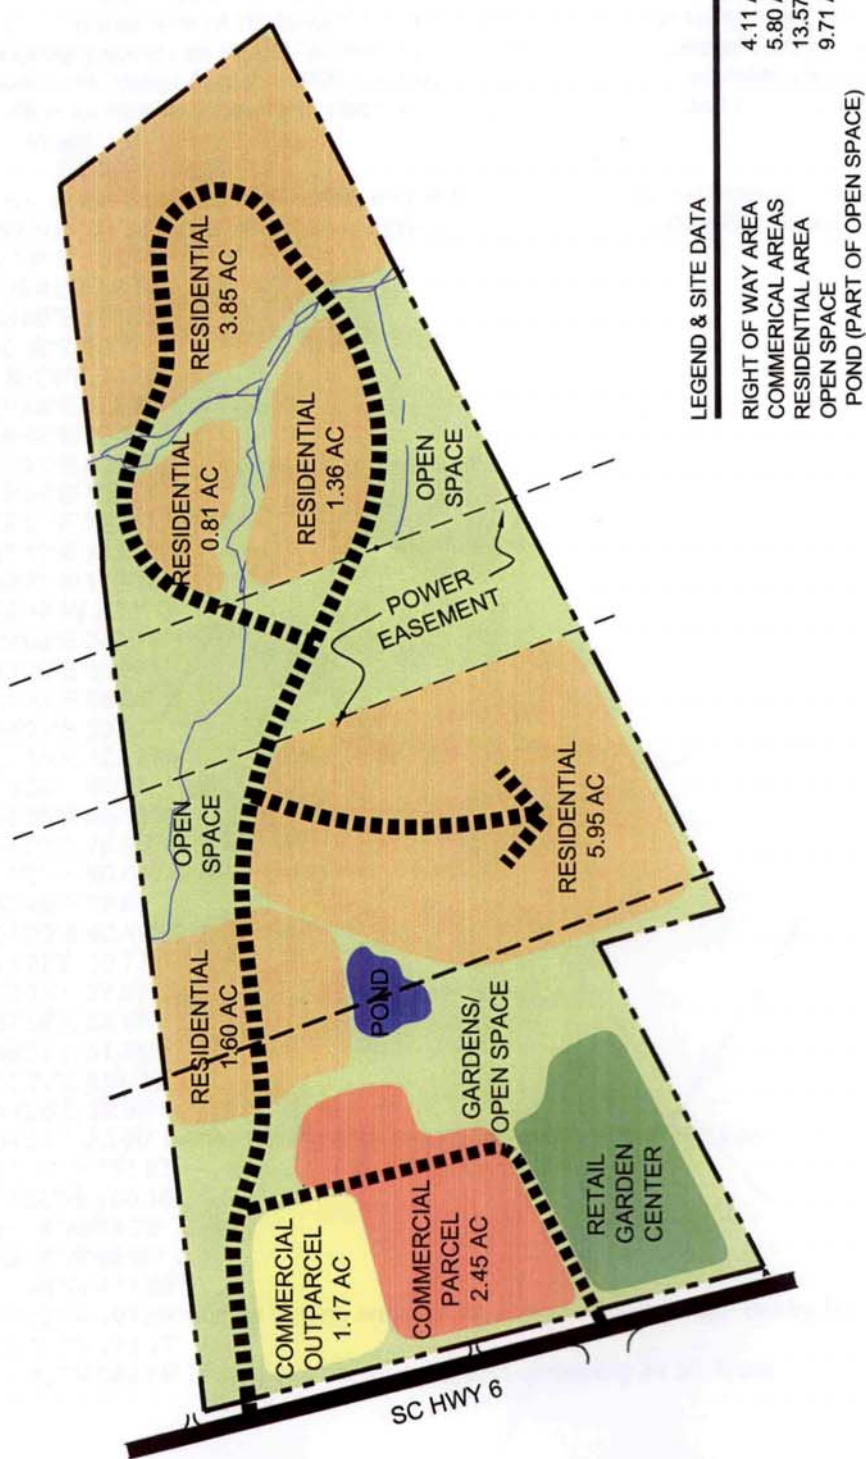 RESIDENTIAL
3.85 AC
RESIDENTIAL
0.81 AC
RESIDENTIAL
1.36 AC
OPEN
SPACE
POWER
EASEMENT
OPEN
SPACE
RESIDENTIAL
5.95 AC
RESIDENTIAL
1.60 AC
POND
GARDENS/
OPEN SPACE
COMMERCIAL
OUTPARCEL
1.17 AC
COMMERCIAL
PARCEL
2.45 AC
RETAIL
GARDEN
CENTER
SC HWY 6
LEGEND & SITE DATA
RIGHT OF WAY AREA 4.11 A
COMMERICAL AREAS 5.80 A
RESIDENTIAL AREA 13.57
OPEN SPACE 9.71 A
POND (PART OF OPEN SPACE)